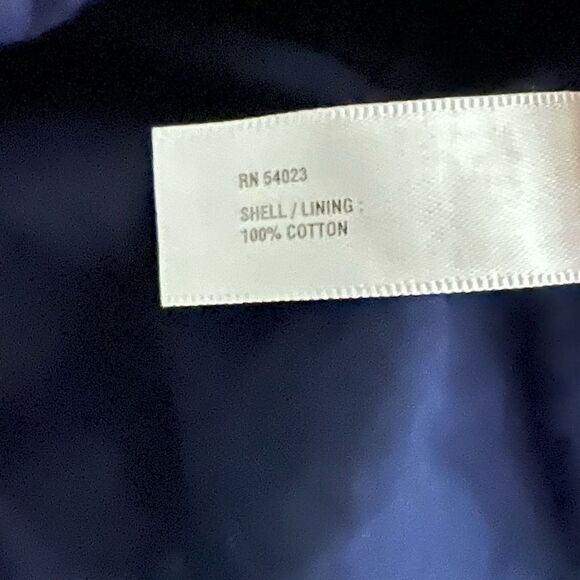 RN 54023
SHELL / LINING :
100% COTTON